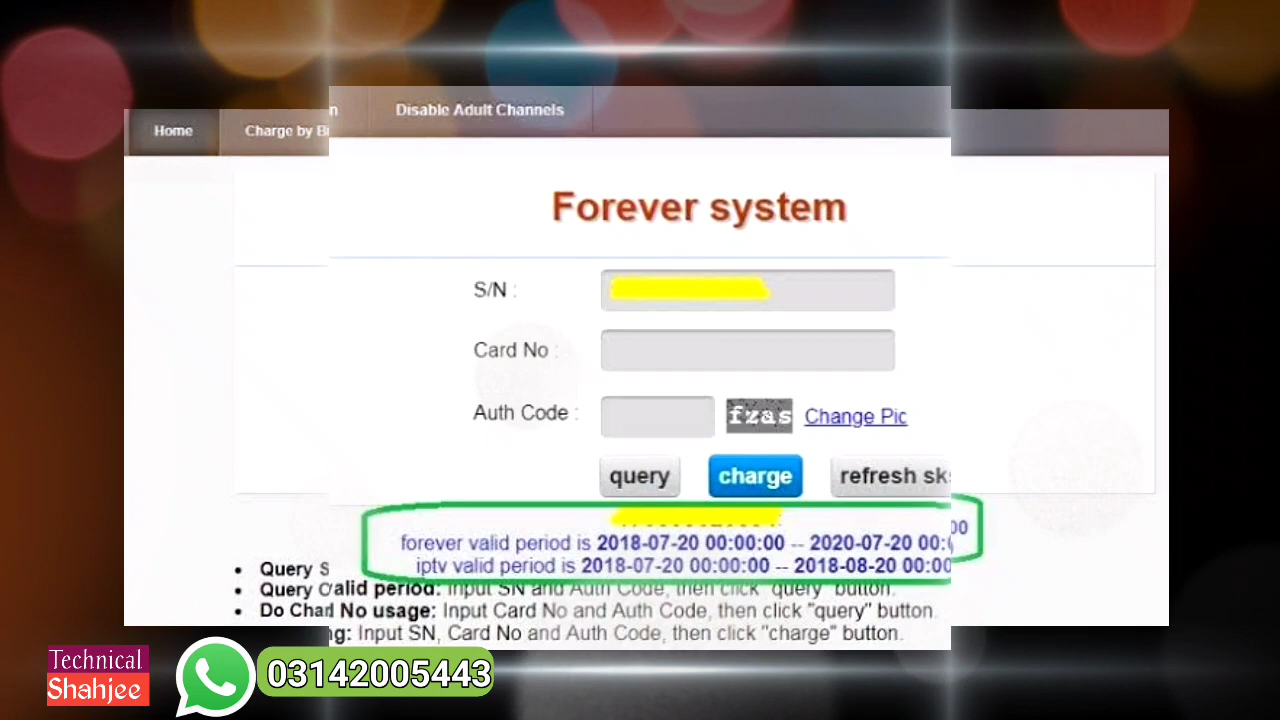 Disable Adult Channels
Home
Charge by
Forever system
S/N :
Card No :
Auth Code :
fzas
Change Pic
query
charge
refresh sks
forever valid period is 2018-07-20 00:00:00 -- 2020-07-20 00:
00
iptv valid period is 2018-07-20 00:00:00 -- 2018-08-20 00:00
Query
Query alid period: Input SN and Auth Code, then click "query" button.
Do Card No usage: Input Card No and Auth Code, then click "query" button.
ng: Input SN, Card No and Auth Code, then click "charge" button.
Technical
Shahjee
03142005443